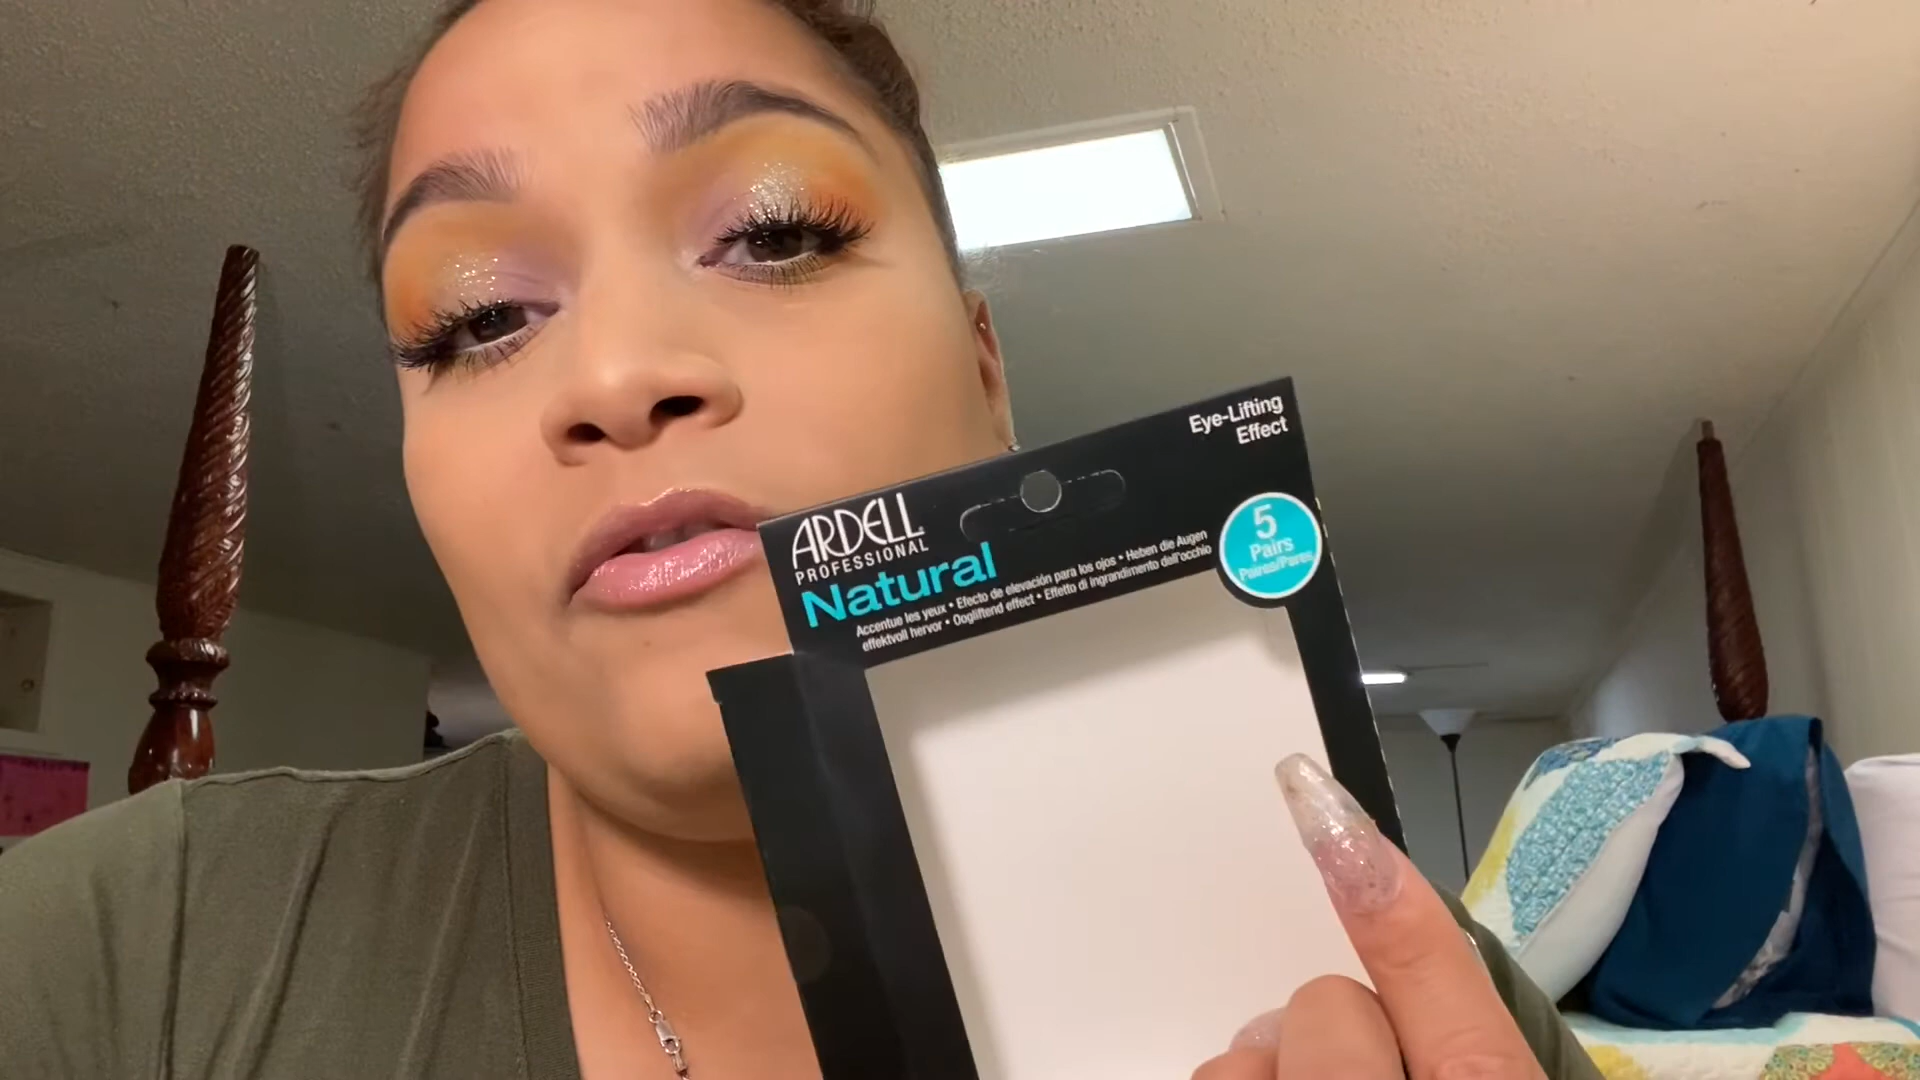 Eye-Lifting
Effect
ARDELL
PROFESSIONAL
Natural
Accentue les yeux • Efecto de elevación para los ojos • Heben die Augen
effektvoll hervor • Oogliftend effect • Effetto di ingrandimento dell'occhio
5
Pairs
Paires/Pares